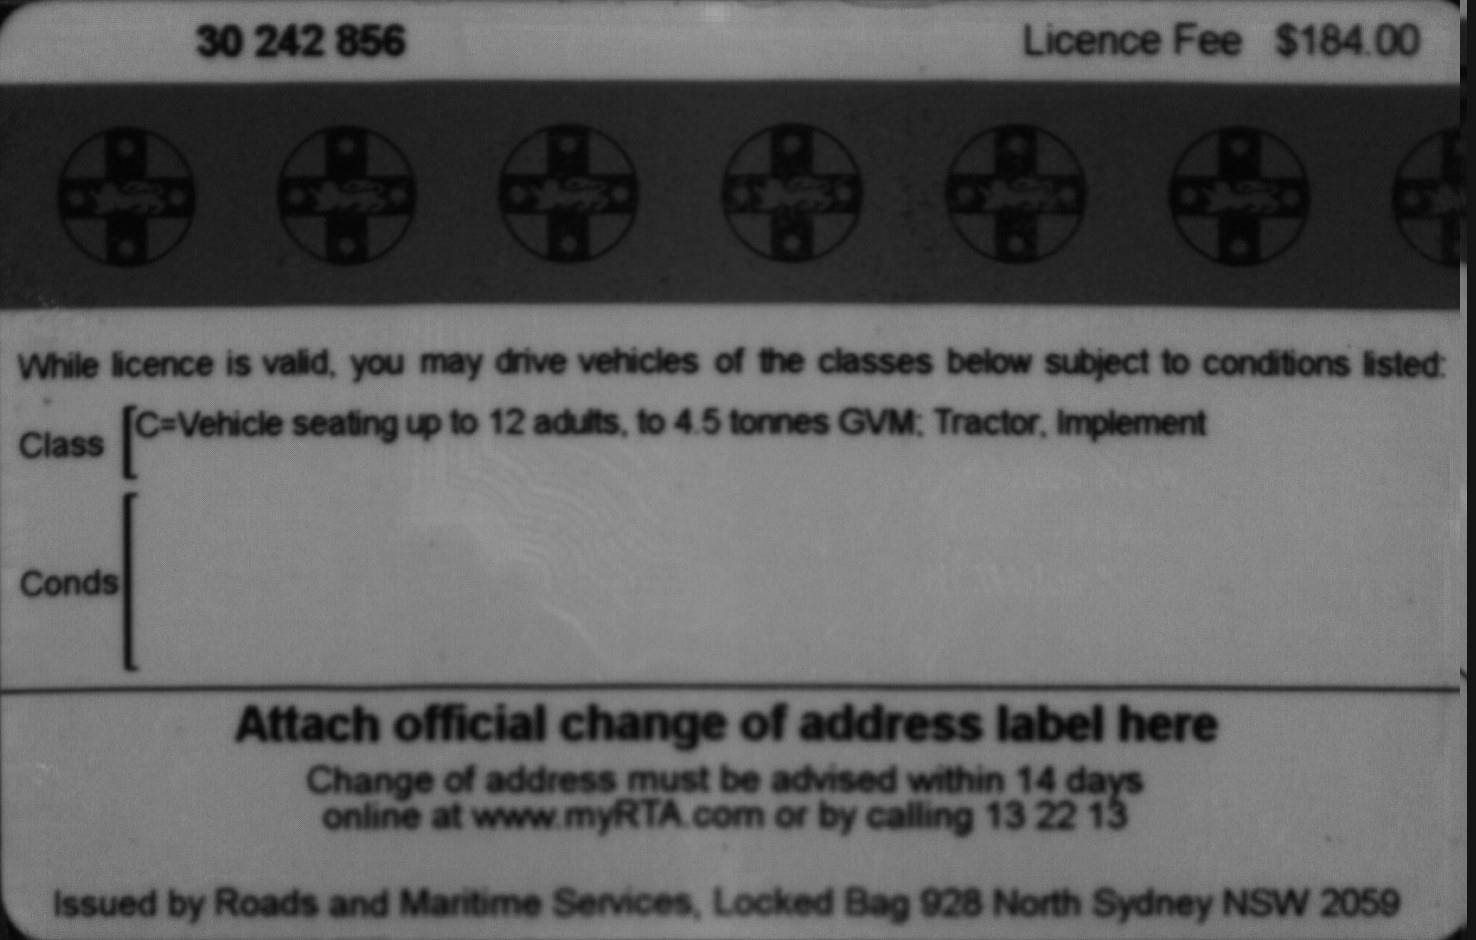 30 242 856 Licence Fee $184.00
While licence is valid, you may drive vehicles of the classes below subject to conditions listed:
Class [C=Vehicle seating up to 12 adults, to 4.5 tonnes GVM; Tractor, Implement
Conds [
Attach official change of address label here
Change of address must be advised within 14 days
online at www.myRTA.com or by calling 13 22 13
Issued by Roads and Maritime Services, Locked Bag 928 North Sydney NSW 2059